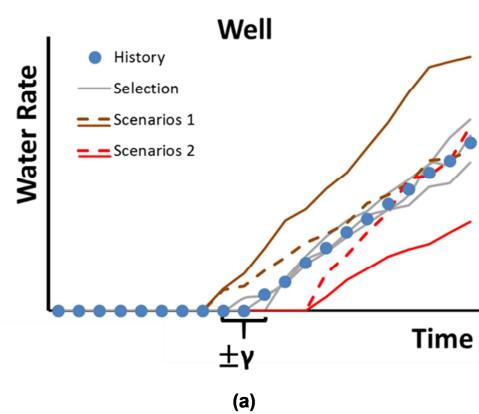 Well
History
Selection
Scenarios 1
Scenarios 2
Water Rate
Time
±γ
(a)